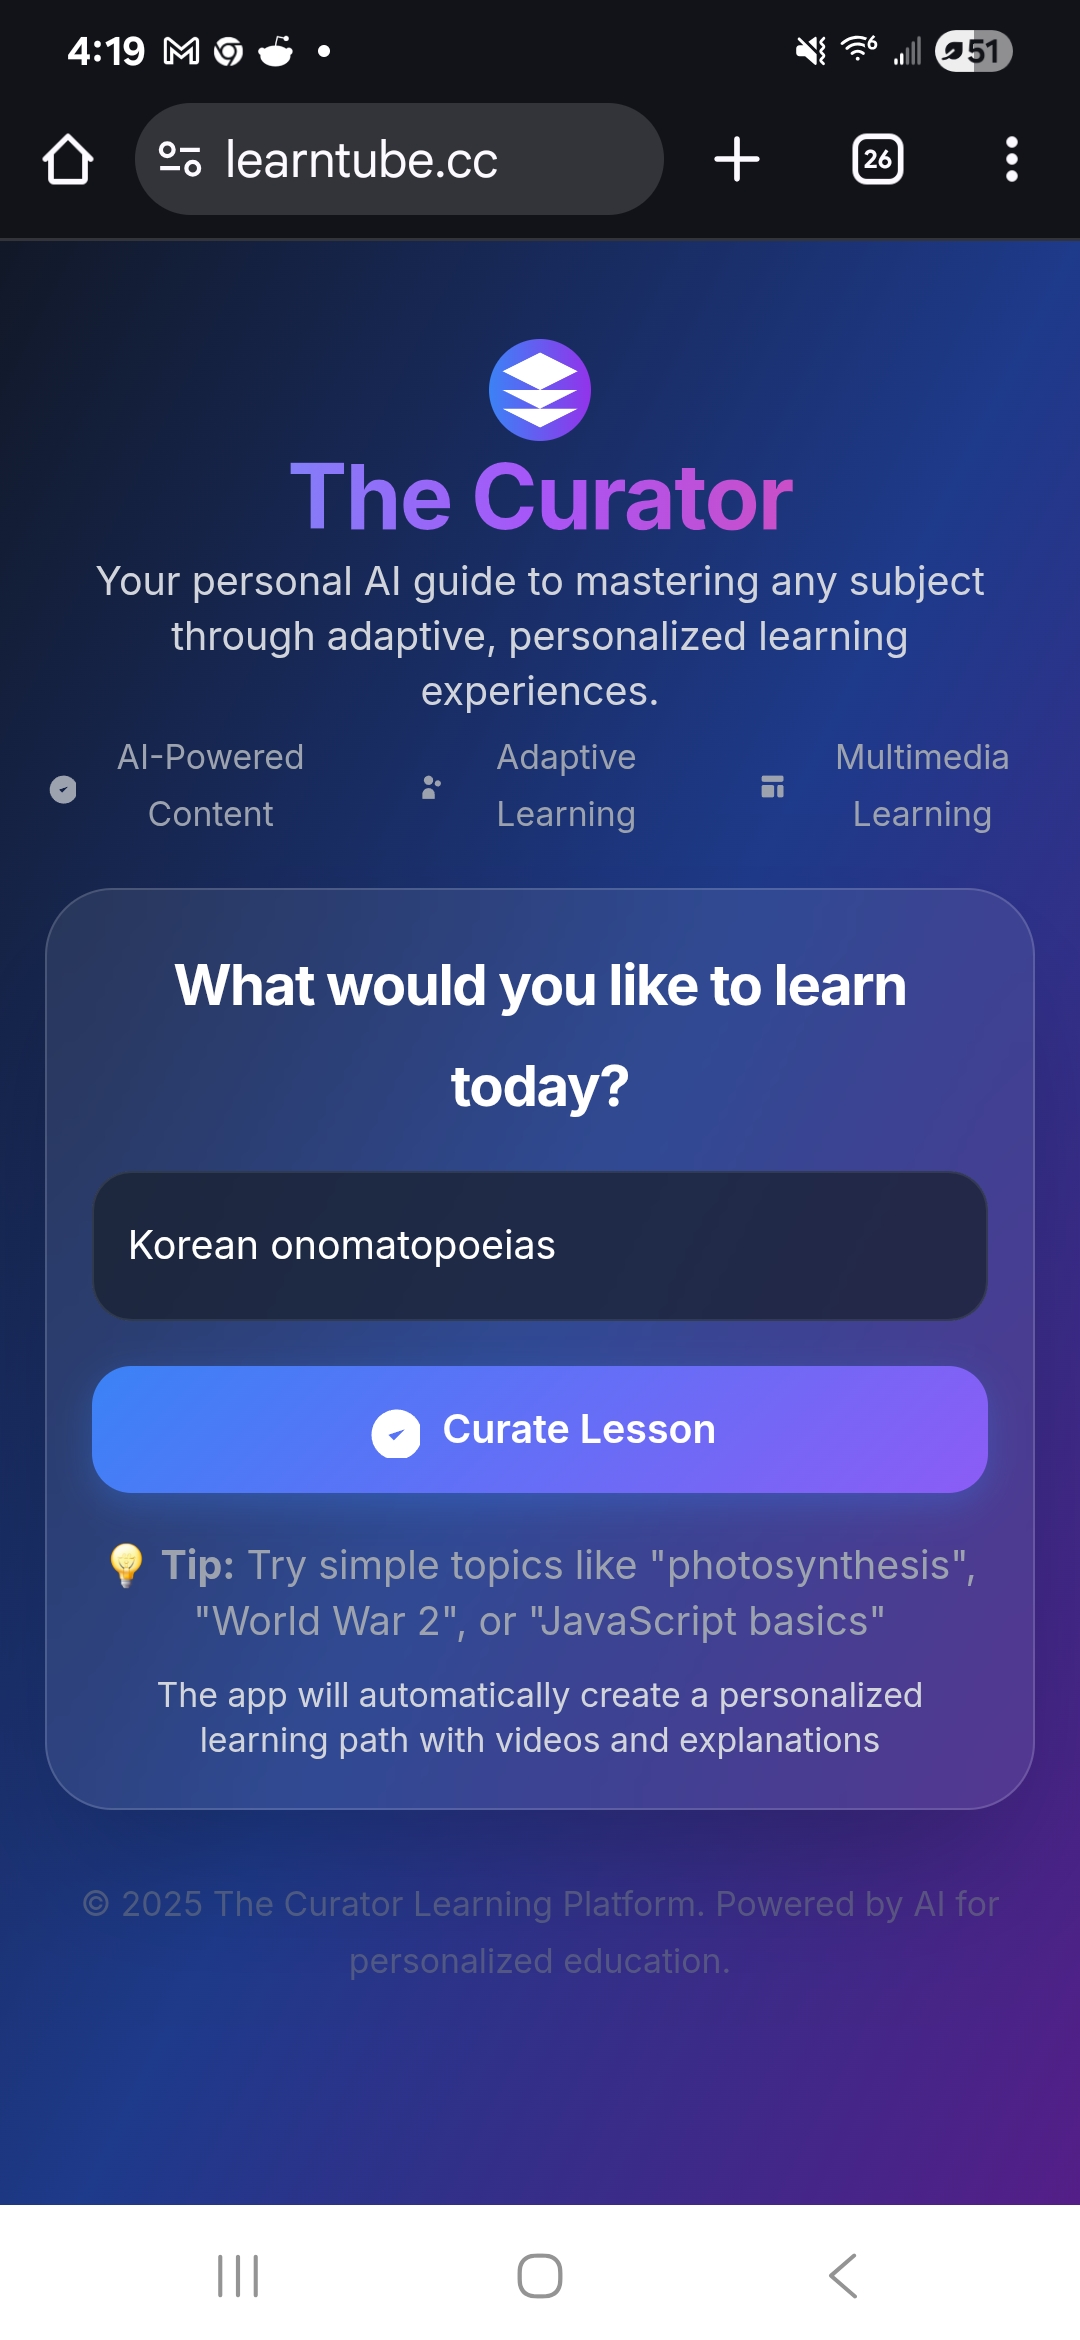 4:19
6
51
learntube.cc
26
The Curator
Your personal AI guide to mastering any subject
through adaptive, personalized learning
experiences.
AI-Powered
Content
Adaptive
Learning
Multimedia
Learning
What would you like to learn
today?
Korean onomatopoeias
Curate Lesson
💡 Tip: Try simple topics like "photosynthesis",
"World War 2", or "JavaScript basics"
The app will automatically create a personalized
learning path with videos and explanations
© 2025 The Curator Learning Platform. Powered by AI for
personalized education.